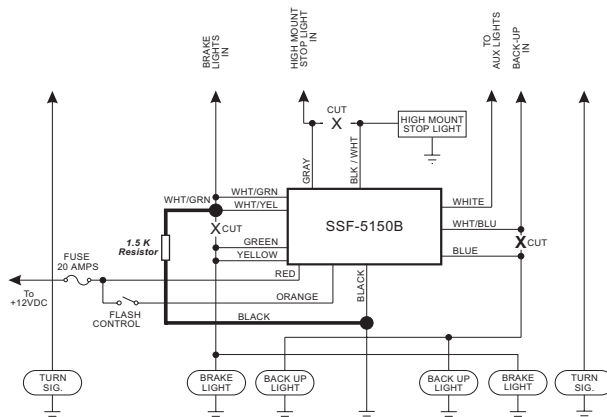 BRAKE
LIGHTS
IN
HIGH MOUNT
STOP LIGHT
IN
TO
AUX LIGHTS
BACK-UP
IN
CUT
X
HIGH MOUNT
STOP LIGHT
GRAY
BLK / WHT
WHT/GRN
WHT/GRN
WHT/YEL
SSF-5150B
WHITE
WHT/BLU
X CUT
X CUT
1.5 K
Resistor
GREEN
YELLOW
BLUE
FUSE
20 AMPS
RED
BLACK
To
+12VDC
ORANGE
FLASH
CONTROL
BLACK
TURN
SIG.
BRAKE
LIGHT
BACK UP
LIGHT
BACK UP
LIGHT
BRAKE
LIGHT
TURN
SIG.